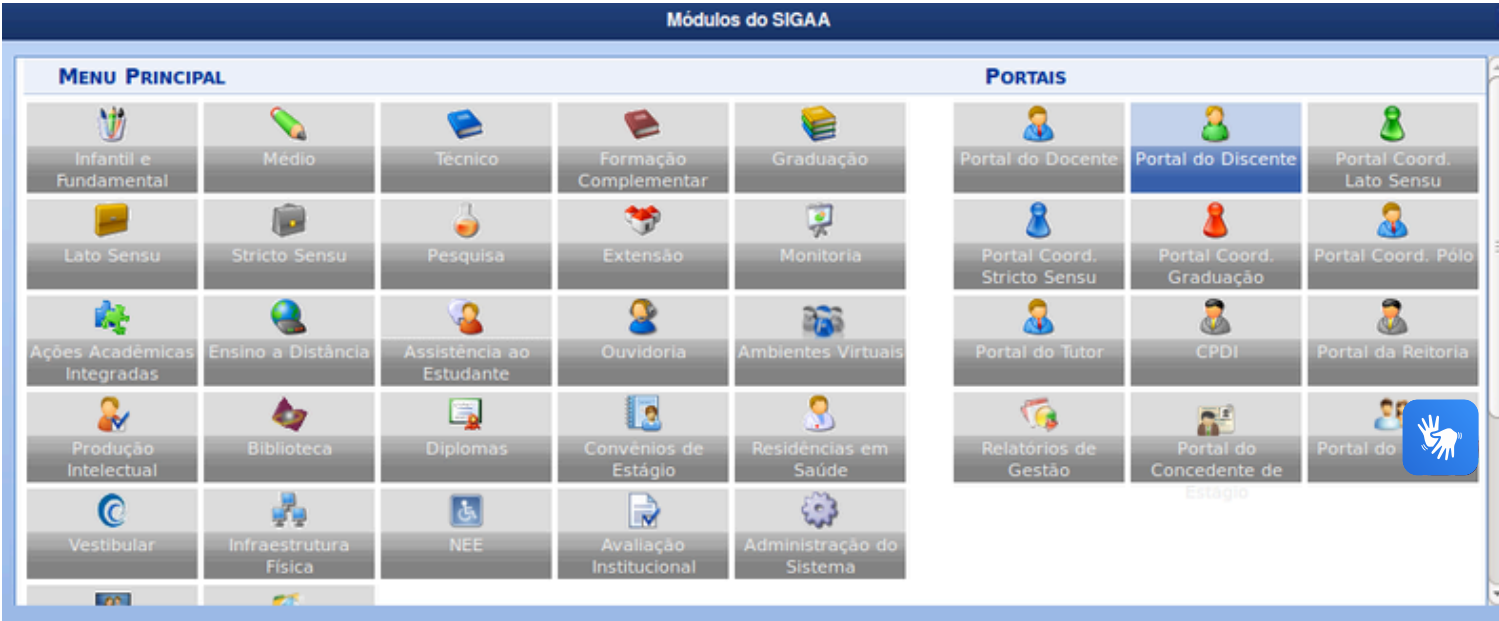 Módulos do SIGAA
MENU PRINCIPAL
PORTAIS
Infantil e
Fundamental
Médio
Técnico
Formação
Complementar
Graduação
Portal do Docente
Portal do Discente
Portal Coord.
Lato Sensu
Lato Sensu
Stricto Sensu
Pesquisa
Extensão
Monitoria
Portal Coord.
Stricto Sensu
Portal Coord.
Graduação
Portal Coord. Pólo
Ações Acadêmicas
Integradas
Ensino a Distância
Assistência ao
Estudante
Ouvidoria
Ambientes Virtuais
Portal do Tutor
CPDI
Portal da Reitoria
Produção
Intelectual
Biblioteca
Diplomas
Convênios de
Estágio
Residências em
Saúde
Relatórios de
Gestão
Portal do
Concedente de
Estágio
Portal do
Vestibular
Infraestrutura
Física
NEE
Avaliação
Institucional
Administração do
Sistema